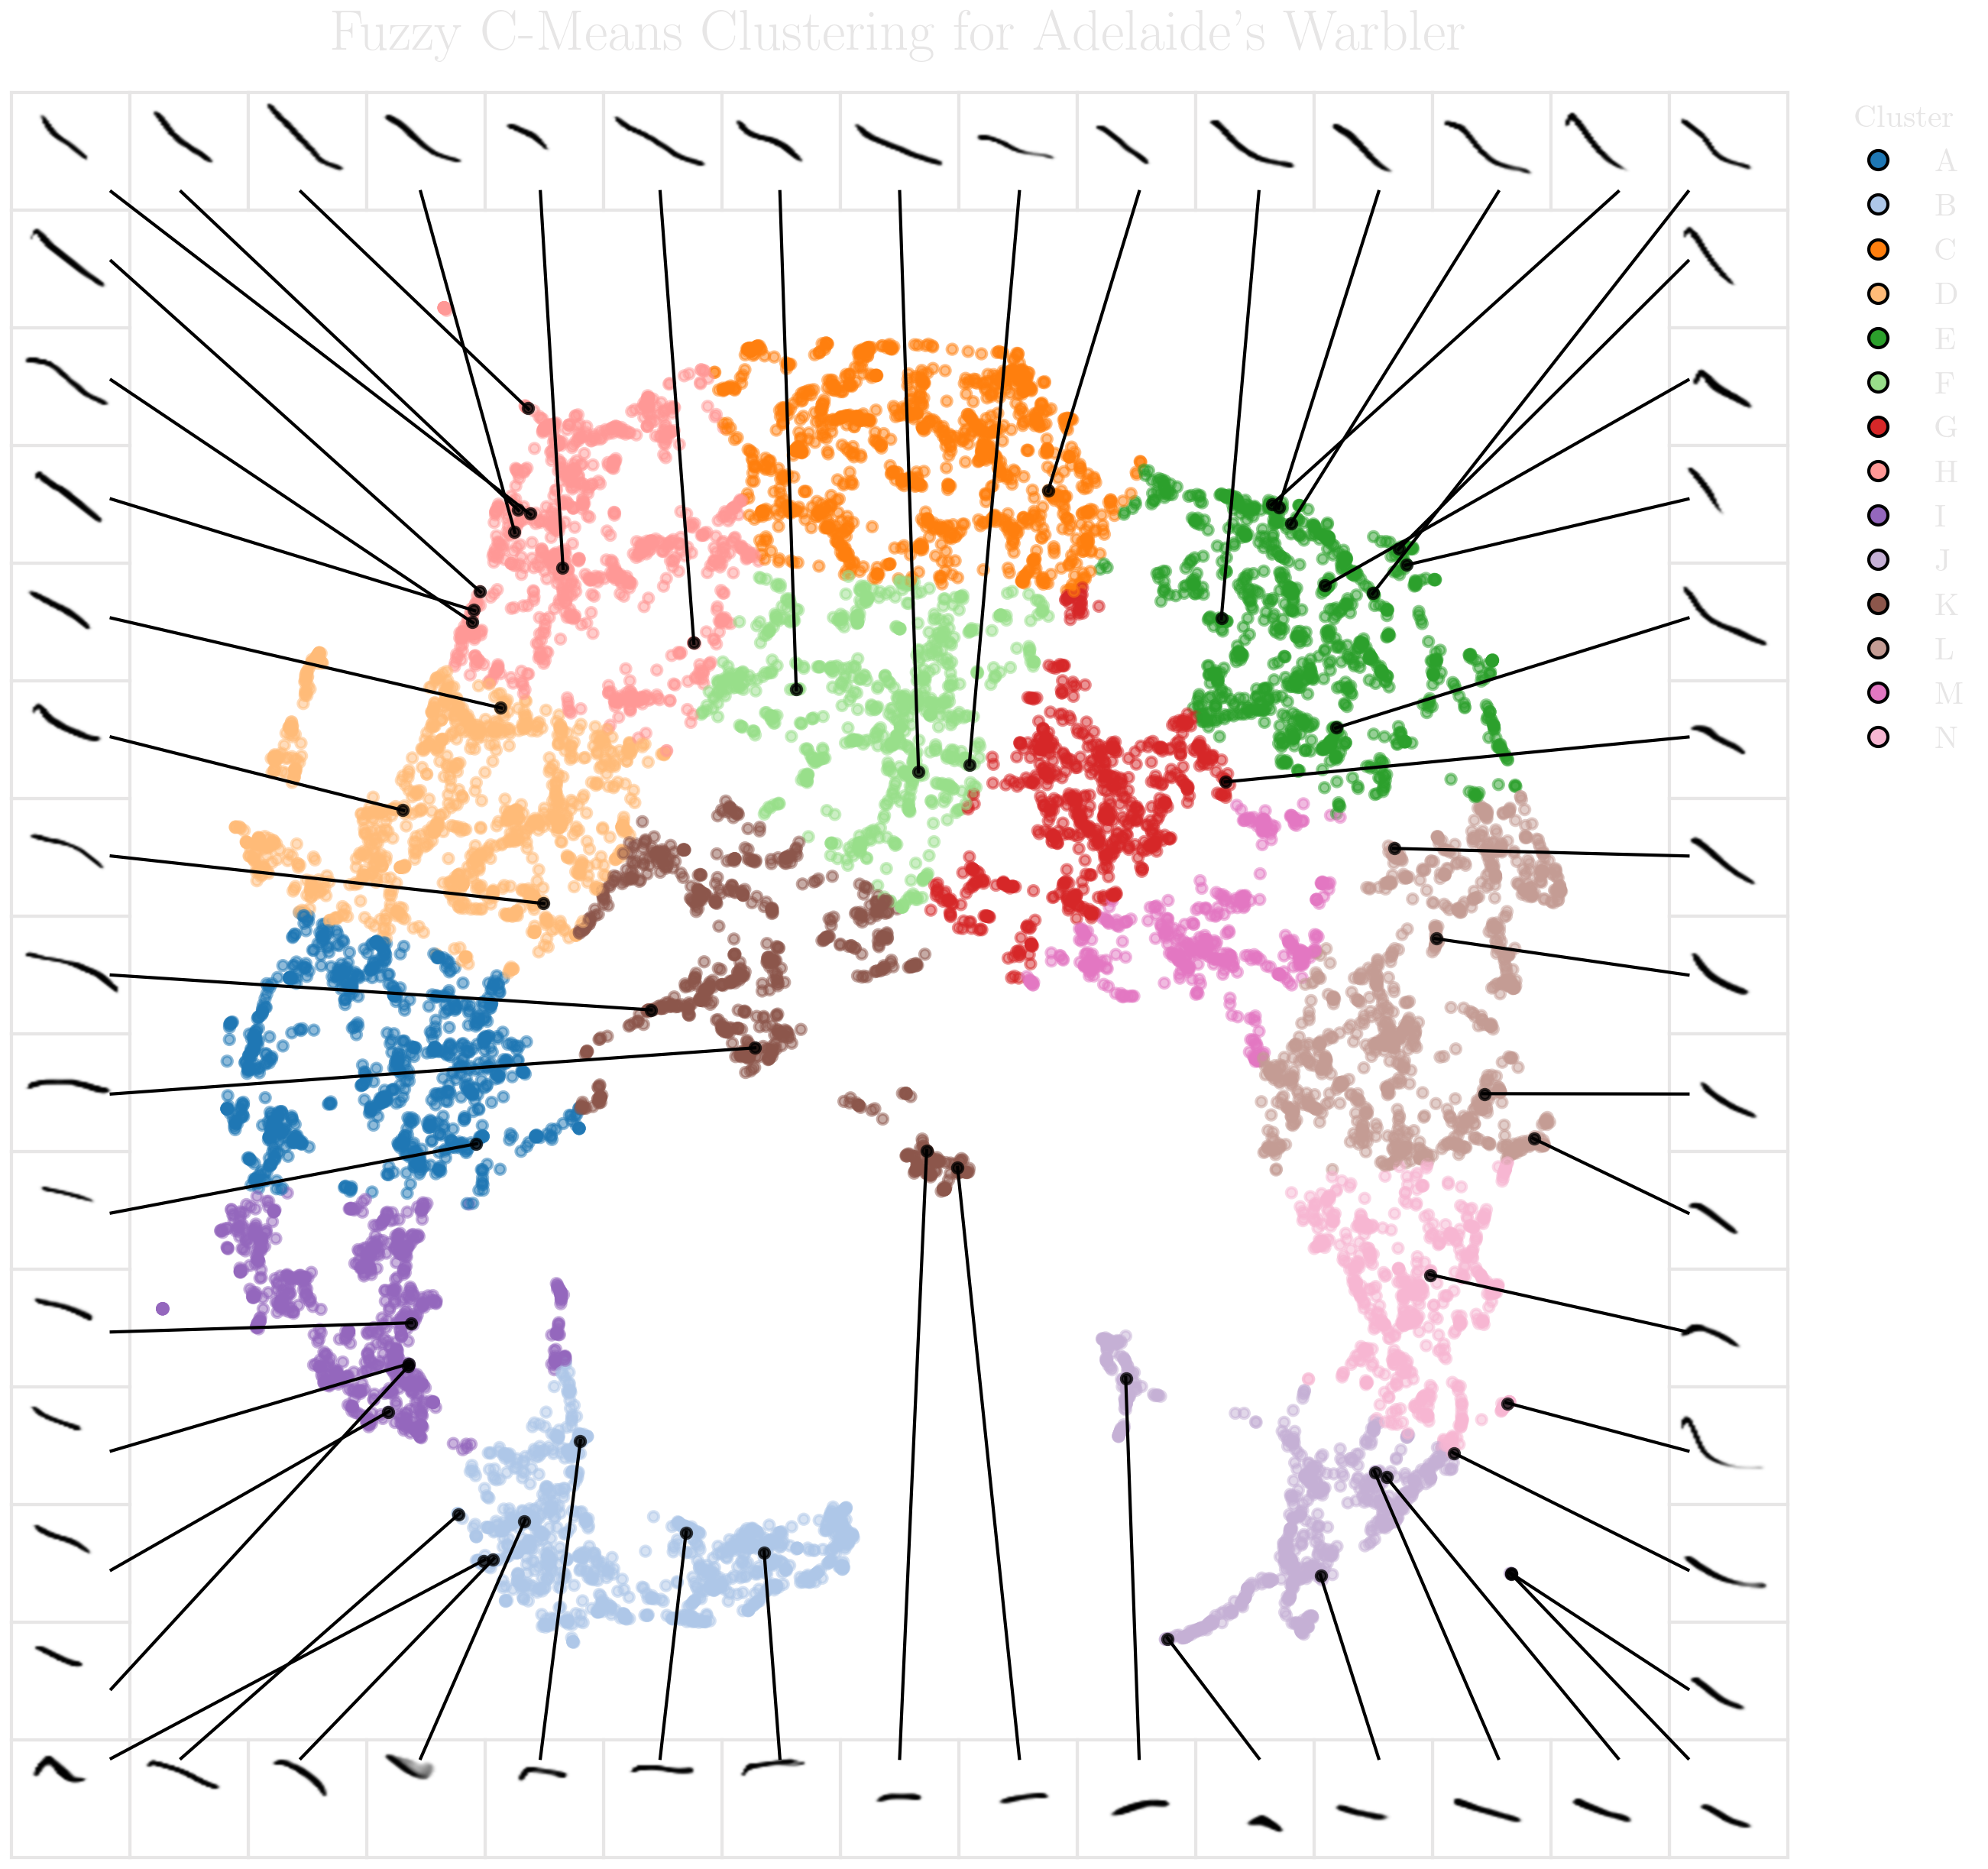 Fuzzy C-Means Clustering for Adelaide's Warbler
Cluster
A
B
C
D
E
F
G
H
I
J
K
L
M
N